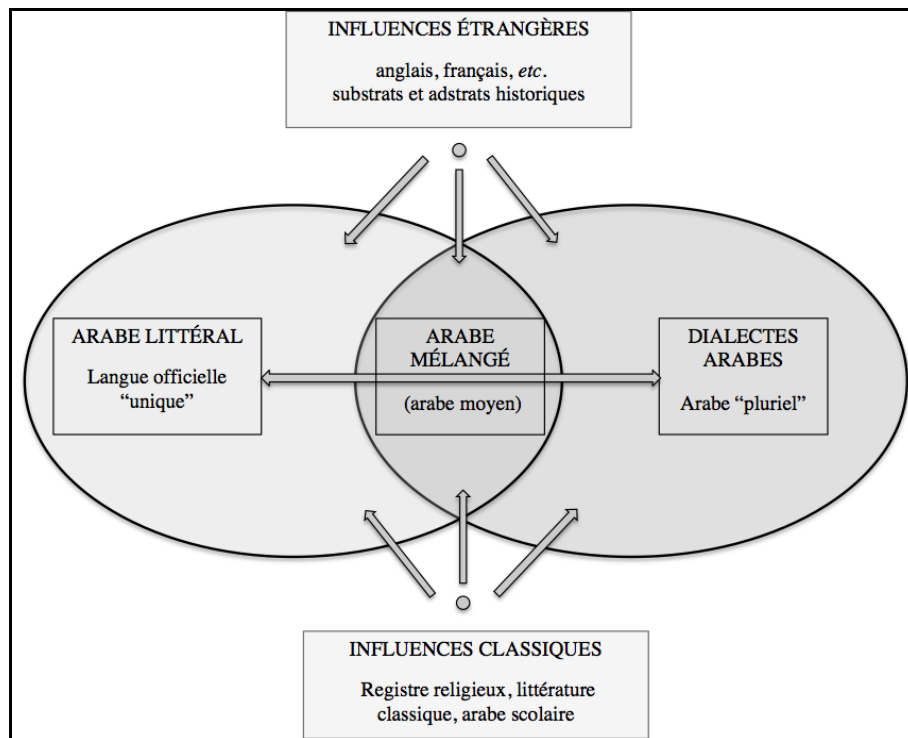 INFLUENCES ÉTRANGÈRES
anglais, français, etc.
substrats et adstrats historiques
ARABE LITTÉRAL
Langue officielle
“unique”
ARABE
MÉLANGÉ
(arabe moyen)
DIALECTES
ARABES
Arabe “pluriel”
INFLUENCES CLASSIQUES
Registre religieux, littérature
classique, arabe scolaire